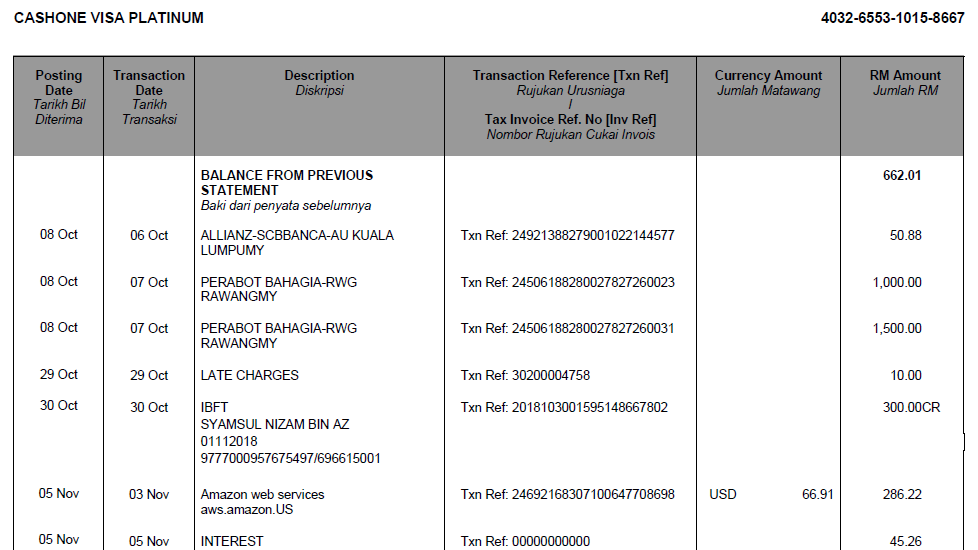 CASHONE VISA PLATINUM 4032-6553-1015-8667
Posting Date Transaction Date Description Transaction Reference [Txn Ref] Currency Amount RM Amount
Tarikh Bil Diterima Tarikh Transaksi Diskripsi Rujukan Urusniaga Jumlah Matawang Jumlah RM
/
Tax Invoice Ref. No [Inv Ref]
Nombor Rujukan Cukai Invois
BALANCE FROM PREVIOUS 662.01
STATEMENT
Baki dari penyata sebelumnya
08 Oct 06 Oct ALLIANZ-SCBBANCA-AU KUALA Txn Ref: 24921388279001022144577 50.88
LUMPUMY
08 Oct 07 Oct PERABOT BAHAGIA-RWG Txn Ref: 24506188280027827260023 1,000.00
RAWANGMY
08 Oct 07 Oct PERABOT BAHAGIA-RWG Txn Ref: 24506188280027827260031 1,500.00
RAWANGMY
29 Oct 29 Oct LATE CHARGES Txn Ref: 30200004758 10.00
30 Oct 30 Oct IBFT Txn Ref: 2018103001595148667802 300.00CR
SYAMSUL NIZAM BIN AZ
01112018
9777000957675497/696615001
05 Nov 03 Nov Amazon web services Txn Ref: 24692168307100647708698 USD 66.91 286.22
aws.amazon.US
05 Nov 05 Nov INTEREST Txn Ref: 00000000000 45.26